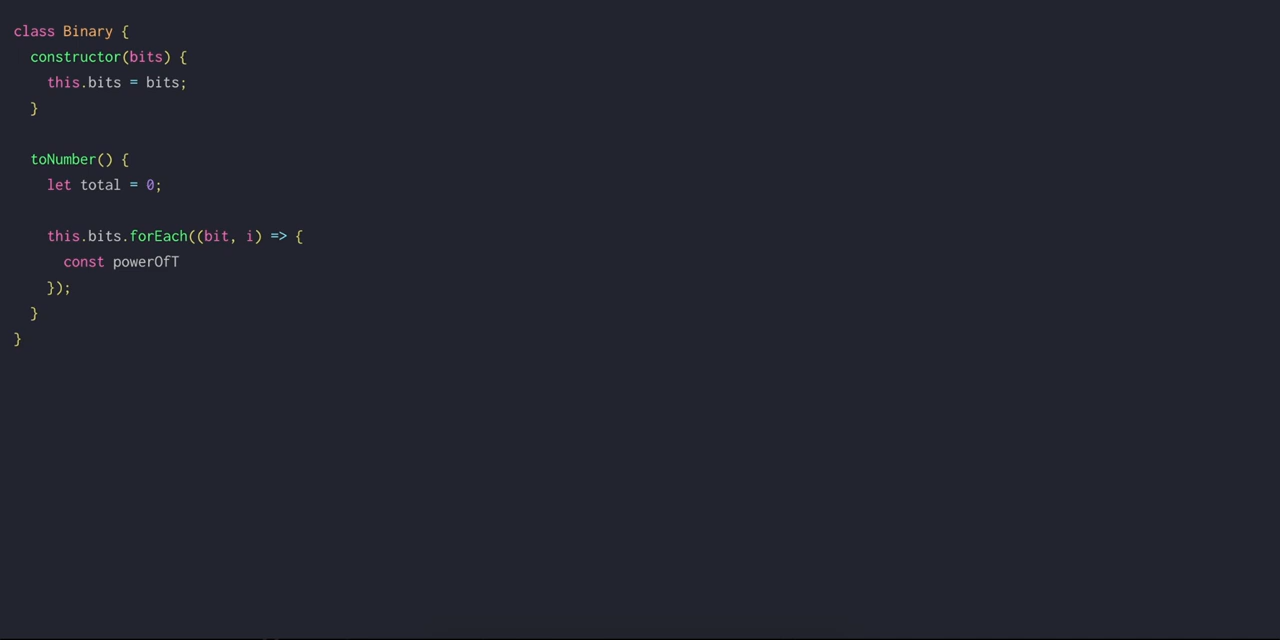 class Binary {
  constructor(bits) {
    this.bits = bits;
  }

  toNumber() {
    let total = 0;

    this.bits.forEach((bit, i) => {
      const powerOfT
    });
  }
}